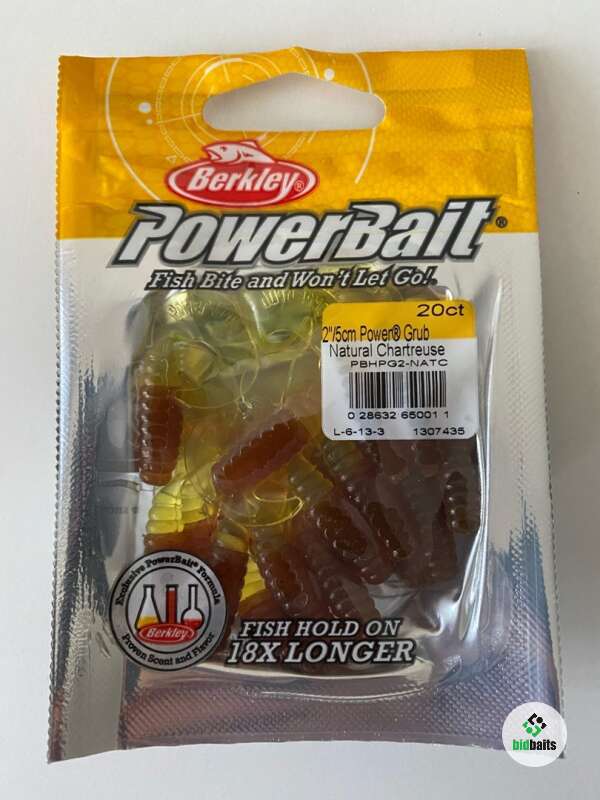 Berkley®
PowerBait®
Fish Bite and Won't Let Go!.
20ct
2"/5cm Power® Grub
Natural Chartreuse
PBHPG2-NATC
0 28632 65001 1
L-6-13-3 1307435
Exclusive PowerBait® Formula
Berkley
Proven Scent and Flavor
FISH HOLD ON
18X LONGER
bidbaits